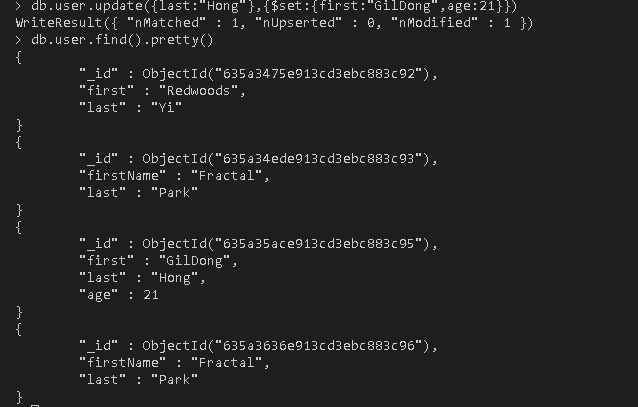 > db.user.update({last:"Hong"},{$set:{first:"GilDong",age:21}})
WriteResult({ "nMatched" : 1, "nUpserted" : 0, "nModified" : 1 })
> db.user.find().pretty()
{
"_id" : ObjectId("635a3475e913cd3ebc883c92"),
"first" : "Redwoods",
"last" : "Yi"
}
{
"_id" : ObjectId("635a34ede913cd3ebc883c93"),
"firstName" : "Fractal",
"last" : "Park"
}
{
"_id" : ObjectId("635a35ace913cd3ebc883c95"),
"first" : "GilDong",
"last" : "Hong",
"age" : 21
}
{
"_id" : ObjectId("635a3636e913cd3ebc883c96"),
"firstName" : "Fractal",
"last" : "Park"
}